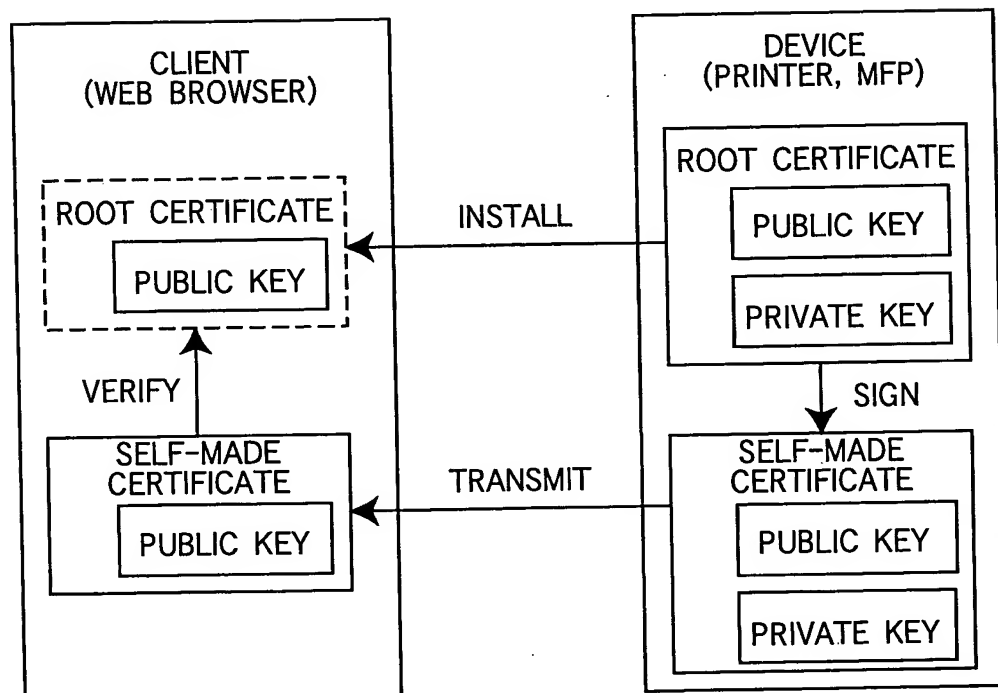 CLIENT
(WEB BROWSER)
ROOT CERTIFICATE
PUBLIC KEY
VERIFY
SELF-MADE
CERTIFICATE
PUBLIC KEY
INSTALL
TRANSMIT
DEVICE
(PRINTER, MFP)
ROOT CERTIFICATE
PUBLIC KEY
PRIVATE KEY
SIGN
SELF-MADE
CERTIFICATE
PUBLIC KEY
PRIVATE KEY